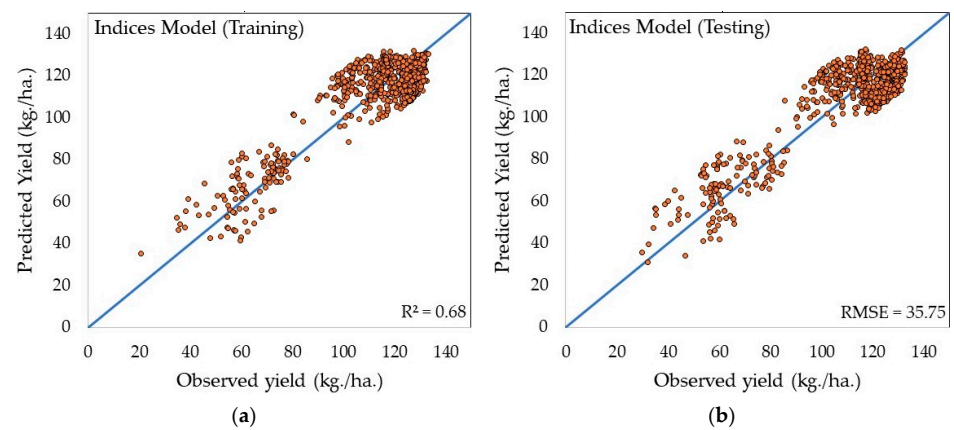 Indices Model (Training)
140
120
100
80
60
40
20
0
Predicted Yield (kg./ha.)
R² = 0.68
0 20 40 60 80 100 120 140
Observed yield (kg./ha.)
(a)
Indices Model (Testing)
140
120
100
80
60
40
20
0
Predicted Yield (kg./ha.)
RMSE = 35.75
0 20 40 60 80 100 120 140
Observed yield (kg./ha.)
(b)